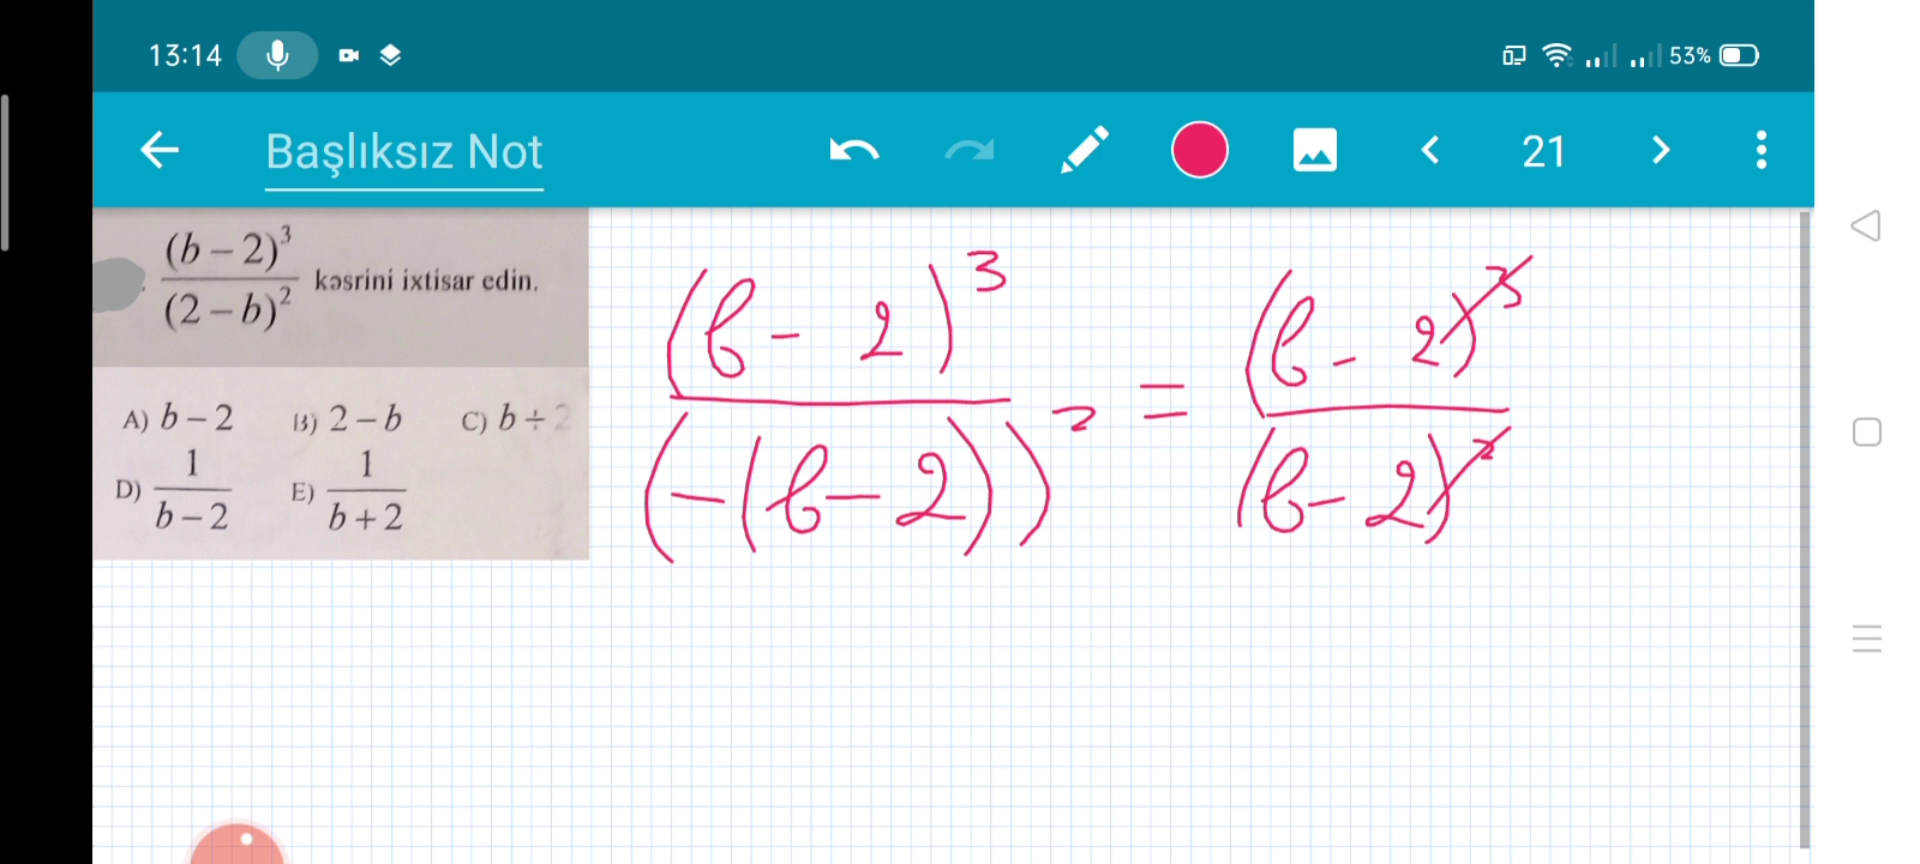 13:14
53%
Başlıksız Not
21
(b – 2)³ / (2 – b)² kəsrini ixtisar edin.
A) b – 2 B) 2 – b C) b ÷ 2
D) 1 / (b – 2) E) 1 / (b + 2)
(b - 2)³ / (-(b - 2))² = (b - 2)³ / (b - 2)²